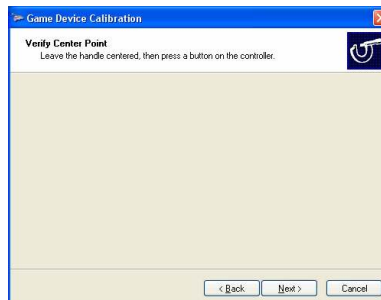 Game Device Calibration
Verify Center Point
Leave the handle centered, then press a button on the controller.
< Back
Next >
Cancel